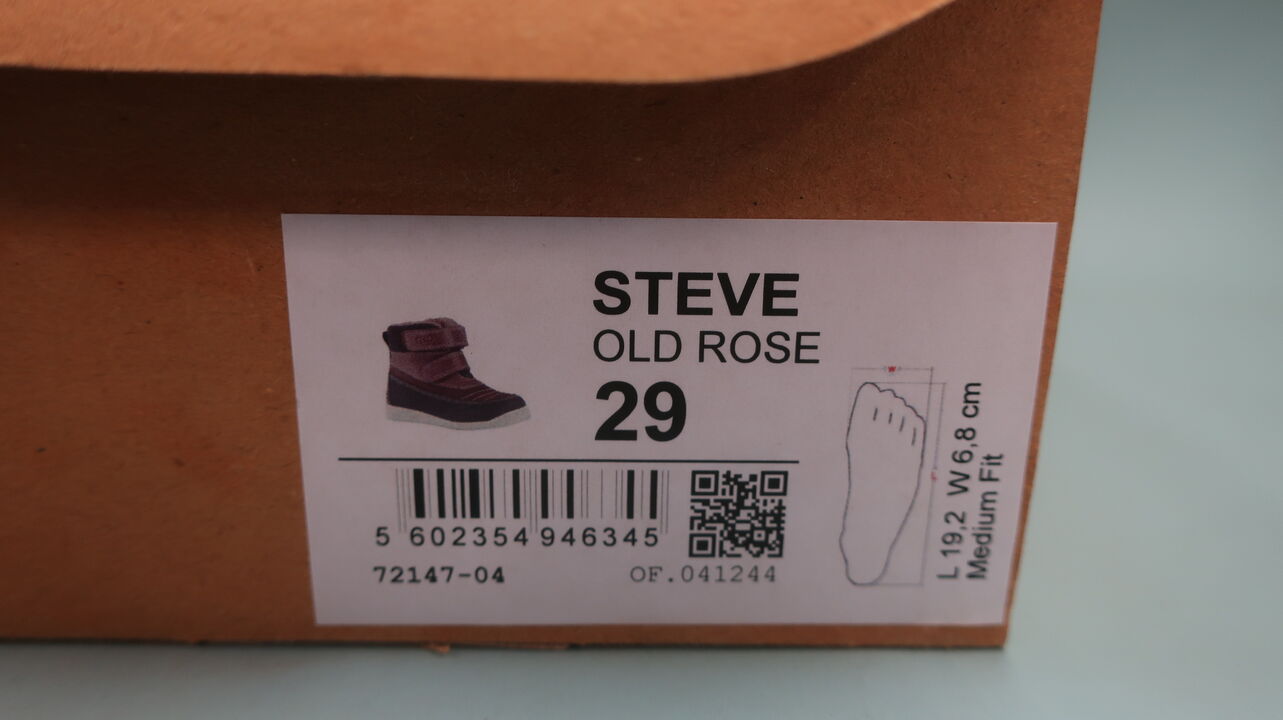 STEVE
OLD ROSE
29
5 602354 946345
72147-04
OF.041244
L 19,2 W 6,8 cm
Medium Fit